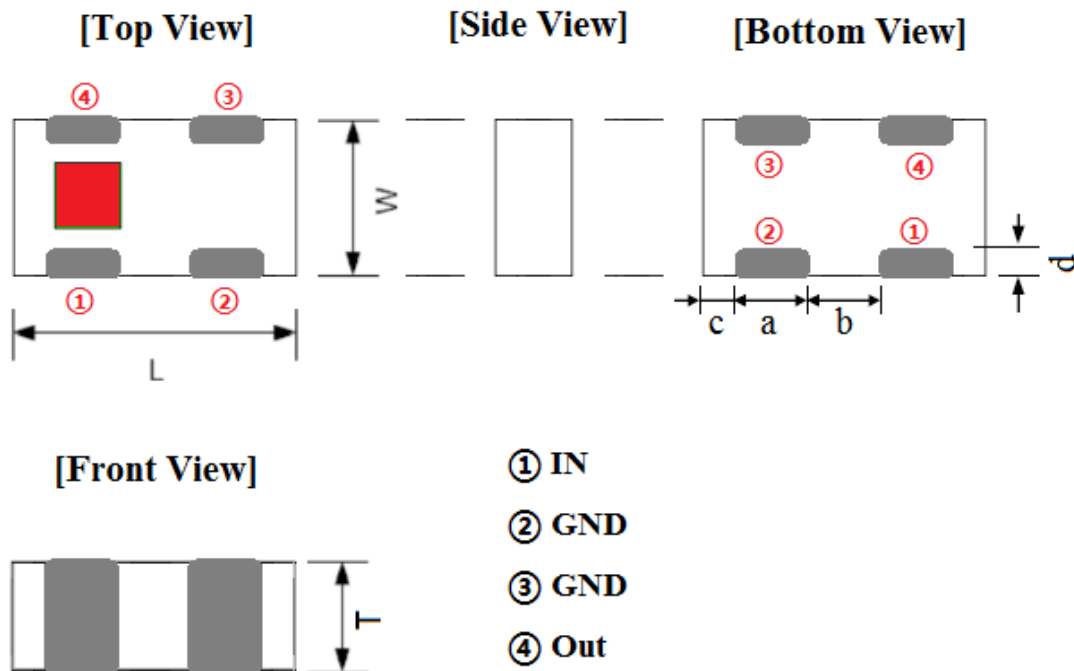 [Top View]
[Side View]
[Bottom View]
④ ③
W
① ②
L
③ ④
② ①
d
c a b
[Front View]
T
① IN
② GND
③ GND
④ Out